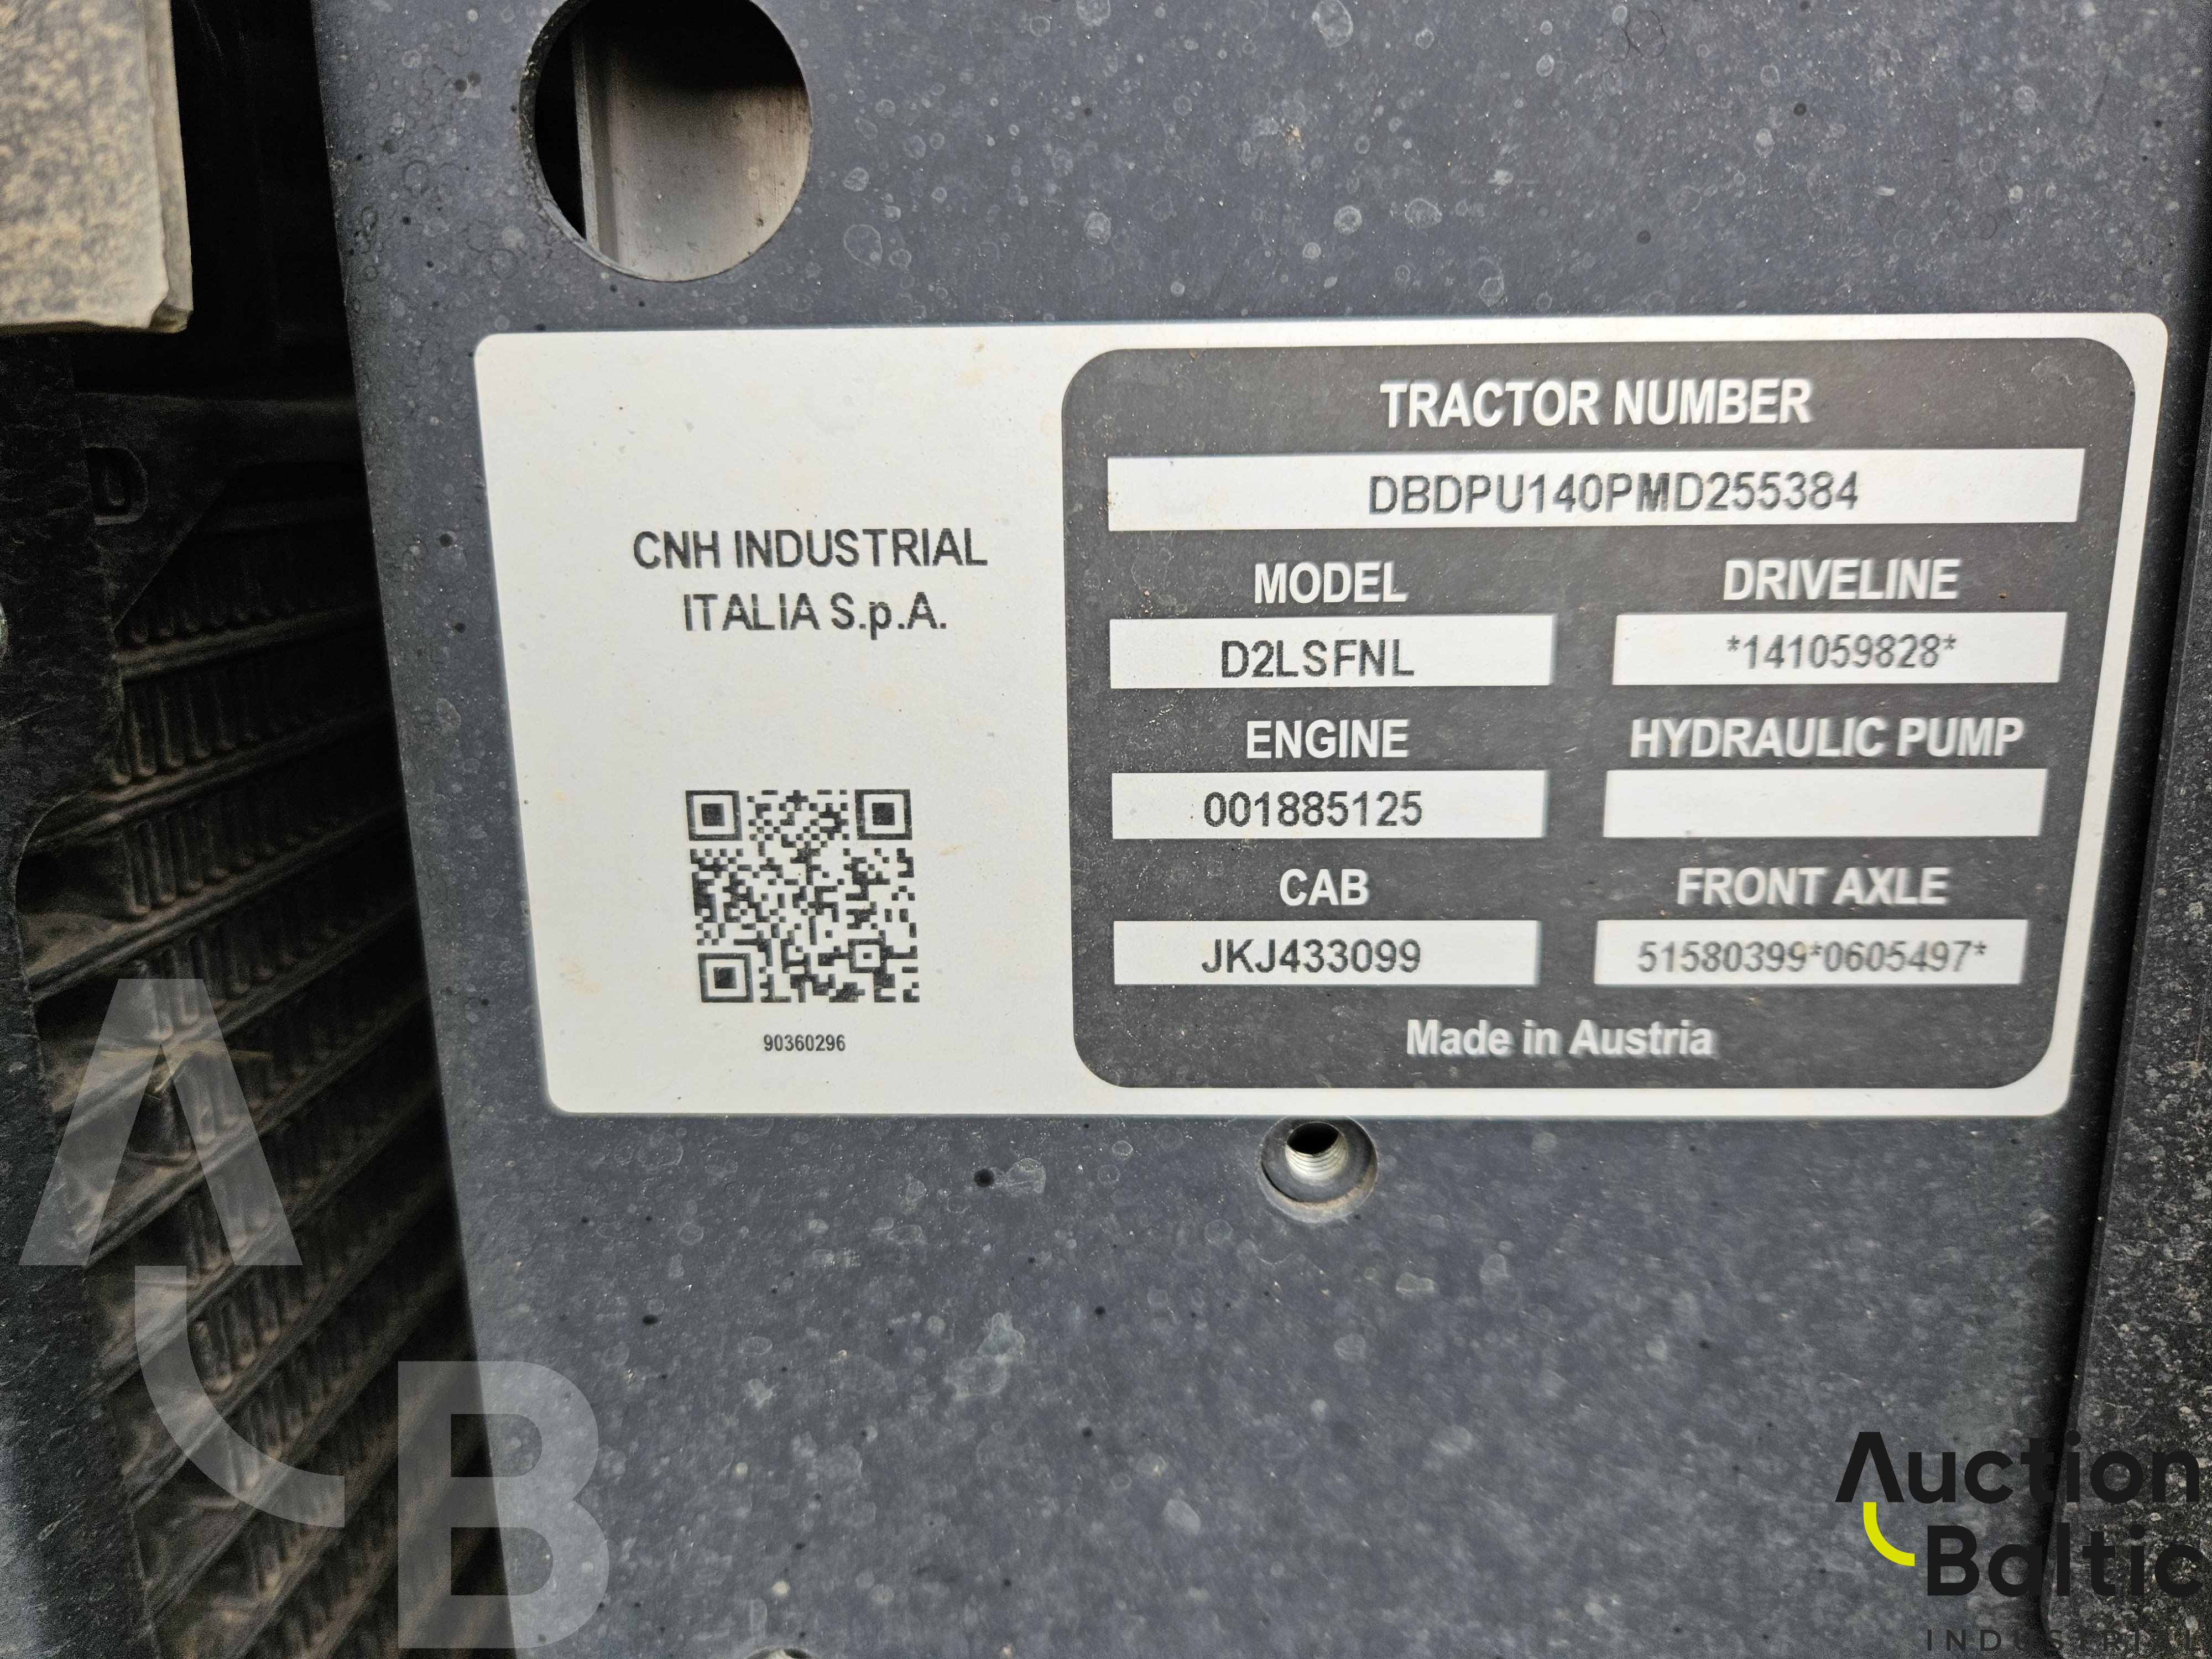 CNH INDUSTRIAL
ITALIA S.p.A.
90360296
TRACTOR NUMBER
DBDPU140PMD255384
MODEL
D2LSFNL
DRIVELINE
*141059828*
ENGINE
001885125
HYDRAULIC PUMP
CAB
JKJ433099
FRONT AXLE
51580399*0605497*
Made in Austria
D
A
B
Auction
Baltic
INDUSTRIAL